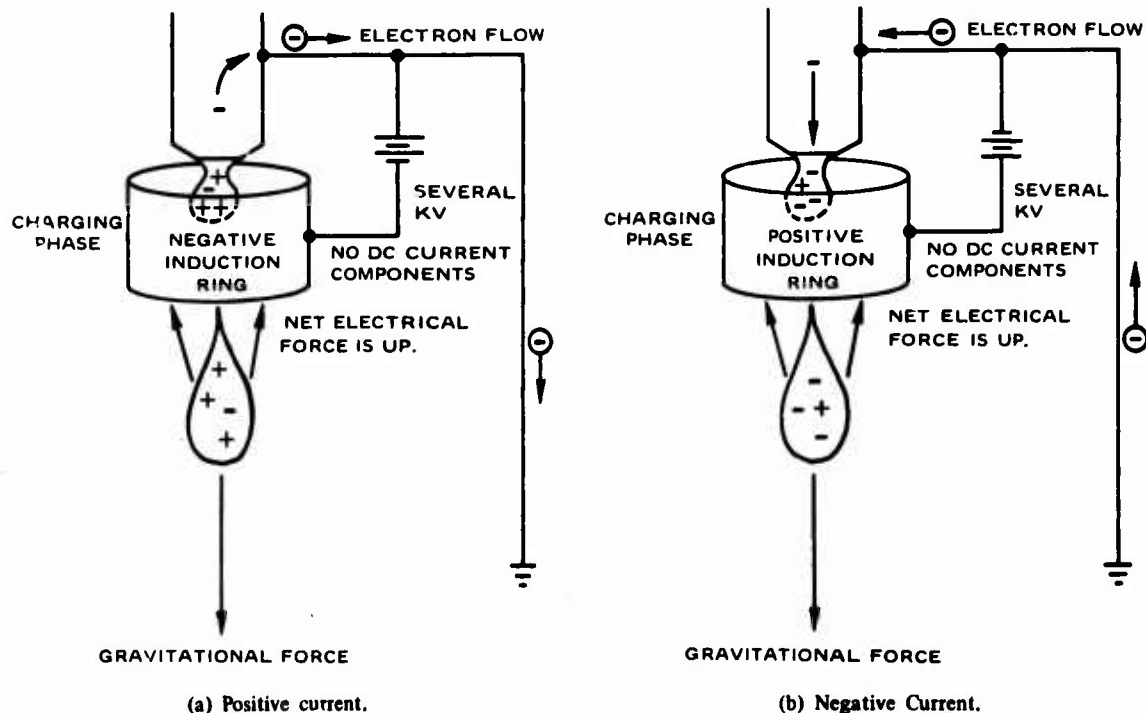 ⊖→ ELECTRON FLOW
-
+
- 
++
CHARGING
PHASE
NEGATIVE
INDUCTION
RING
SEVERAL
KV
NO DC CURRENT
COMPONENTS
NET ELECTRICAL
FORCE IS UP.
⊖
+
+ -
+
GRAVITATIONAL FORCE
(a) Positive current.
←⊖ ELECTRON FLOW
-
-
+
--
CHARGING
PHASE
POSITIVE
INDUCTION
RING
SEVERAL
KV
NO DC CURRENT
COMPONENTS
NET ELECTRICAL
FORCE IS UP.
⊖
-
- +
-
GRAVITATIONAL FORCE
(b) Negative Current.